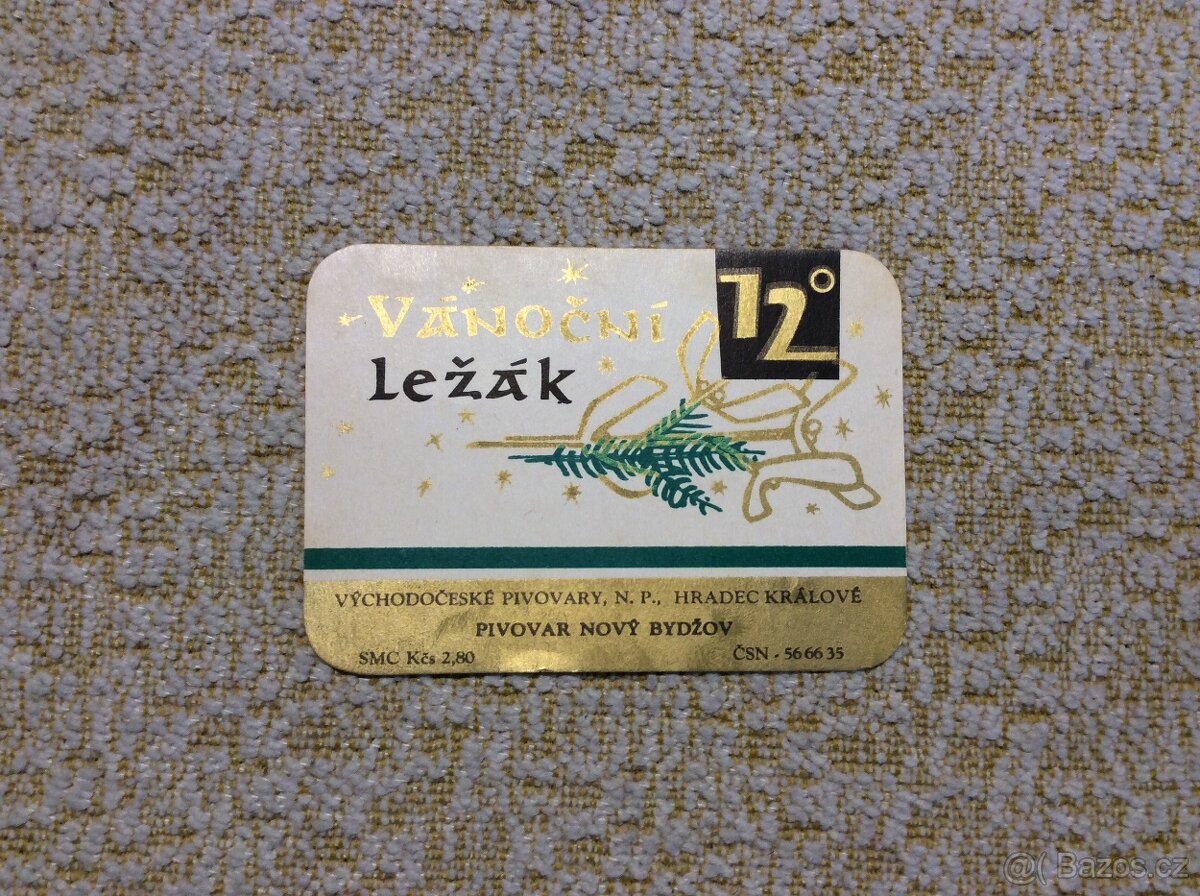 Vánoční
ležák
12°
VÝCHODOČESKÉ PIVOVARY, N. P., HRADEC KRÁLOVÉ
PIVOVAR NOVÝ BYDŽOV
SMC Kčs 2,80
ČSN - 56 66 35
@( Bazos.cz